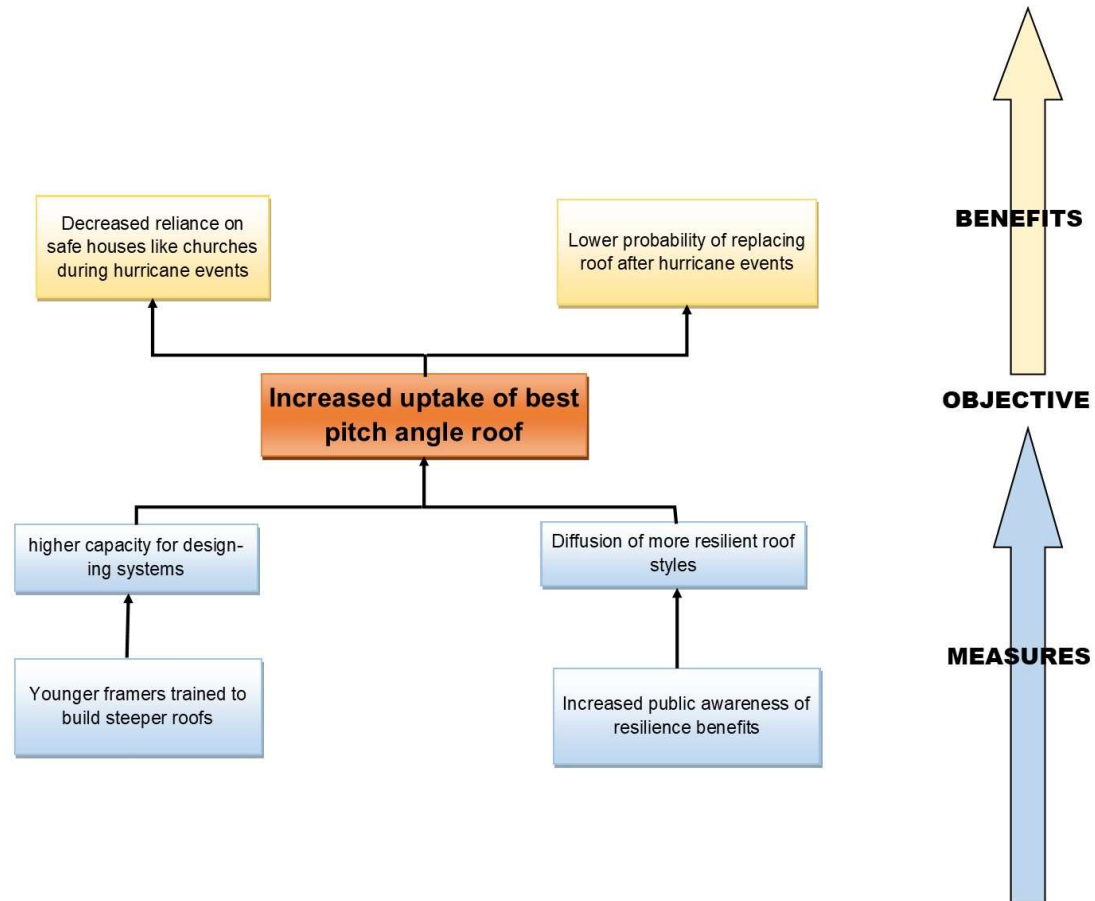 Decreased reliance on
safe houses like churches
during hurricane events
Lower probability of replacing
roof after hurricane events
BENEFITS
Increased uptake of best
pitch angle roof
OBJECTIVE
higher capacity for design-
ing systems
Diffusion of more resilient roof
styles
Younger framers trained to
build steeper roofs
Increased public awareness of
resilience benefits
MEASURES